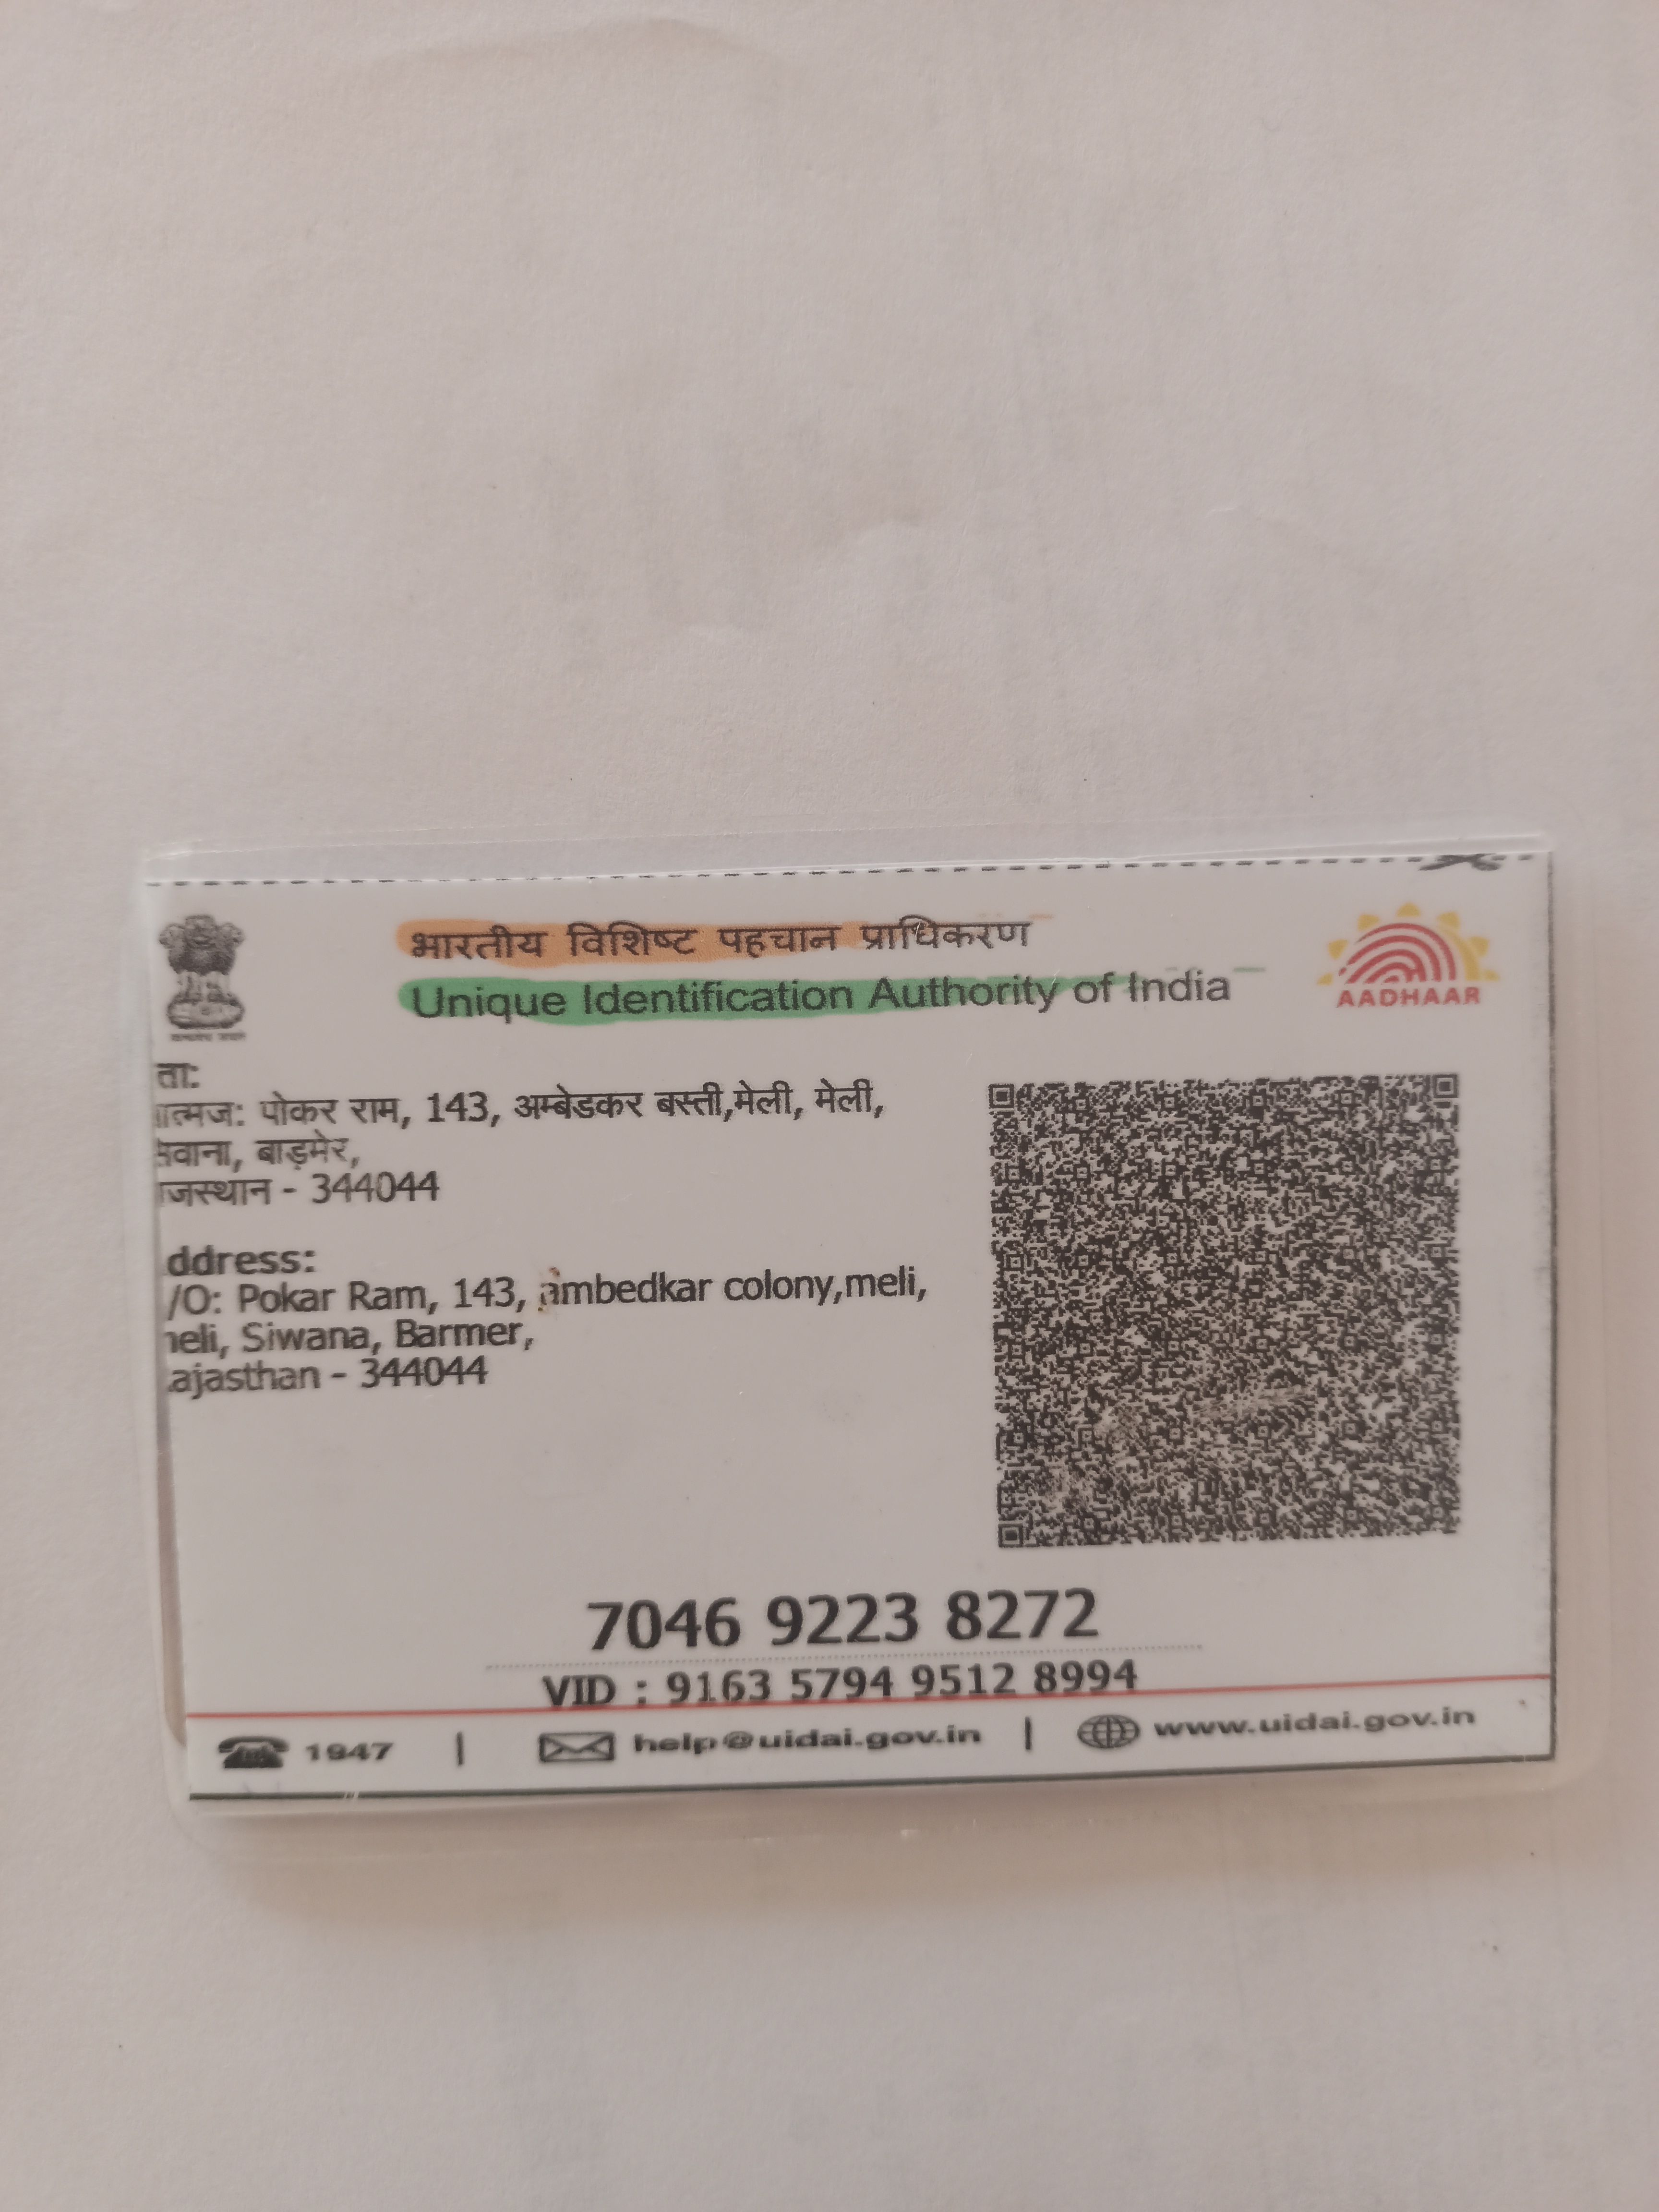 भारतीय विशिष्ट पहचान प्राधिकरण
Unique Identification Authority of India
AADHAAR
ता:
ात्मज: पोकर राम, 143, अम्बेडकर बस्ती,मेली, मेली,
सिवाना, बाड़मेर,
ाजस्थान - 344044
ddress:
/O: Pokar Ram, 143, ambedkar colony,meli,
neli, Siwana, Barmer,
ajasthan - 344044
7046 9223 8272
VID : 9163 5794 9512 8994
1947 | help@uidai.gov.in | www.uidai.gov.in